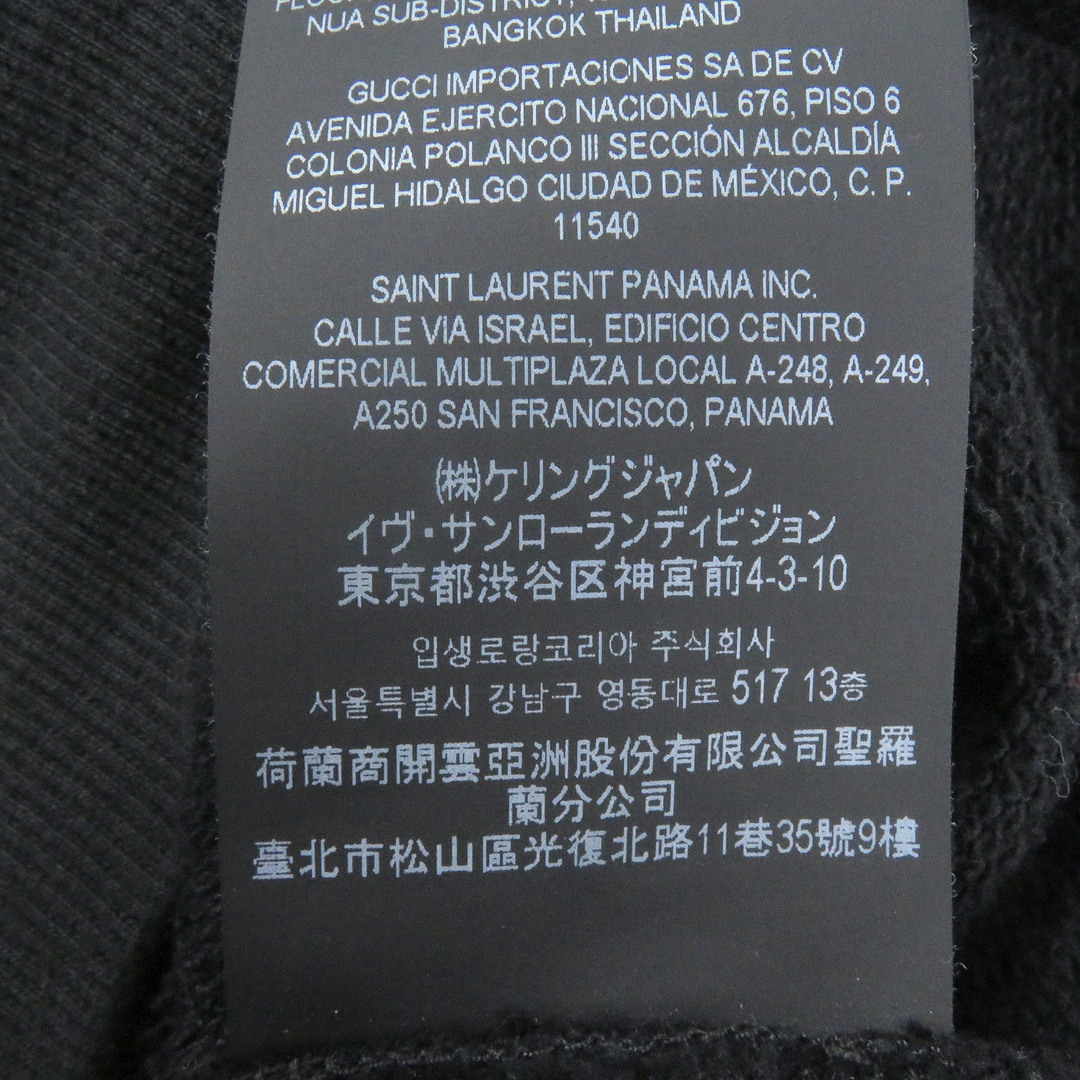 NUA SUB-DISTRICT,
BANGKOK THAILAND
GUCCI IMPORTACIONES SA DE CV
AVENIDA EJERCITO NACIONAL 676, PISO 6
COLONIA POLANCO III SECCIÓN ALCALDÍA
MIGUEL HIDALGO CIUDAD DE MÉXICO, C. P.
11540
SAINT LAURENT PANAMA INC.
CALLE VIA ISRAEL, EDIFICIO CENTRO
COMERCIAL MULTIPLAZA LOCAL A-248, A-249,
A250 SAN FRANCISCO, PANAMA
㈱ケリングジャパン
イヴ・サンローランディビジョン
東京都渋谷区神宮前4-3-10
입생로랑코리아 주식회사
서울특별시 강남구 영동대로 517 13층
荷蘭商開雲亞洲股份有限公司聖羅
蘭分公司
臺北市松山區光復北路11巷35號9樓